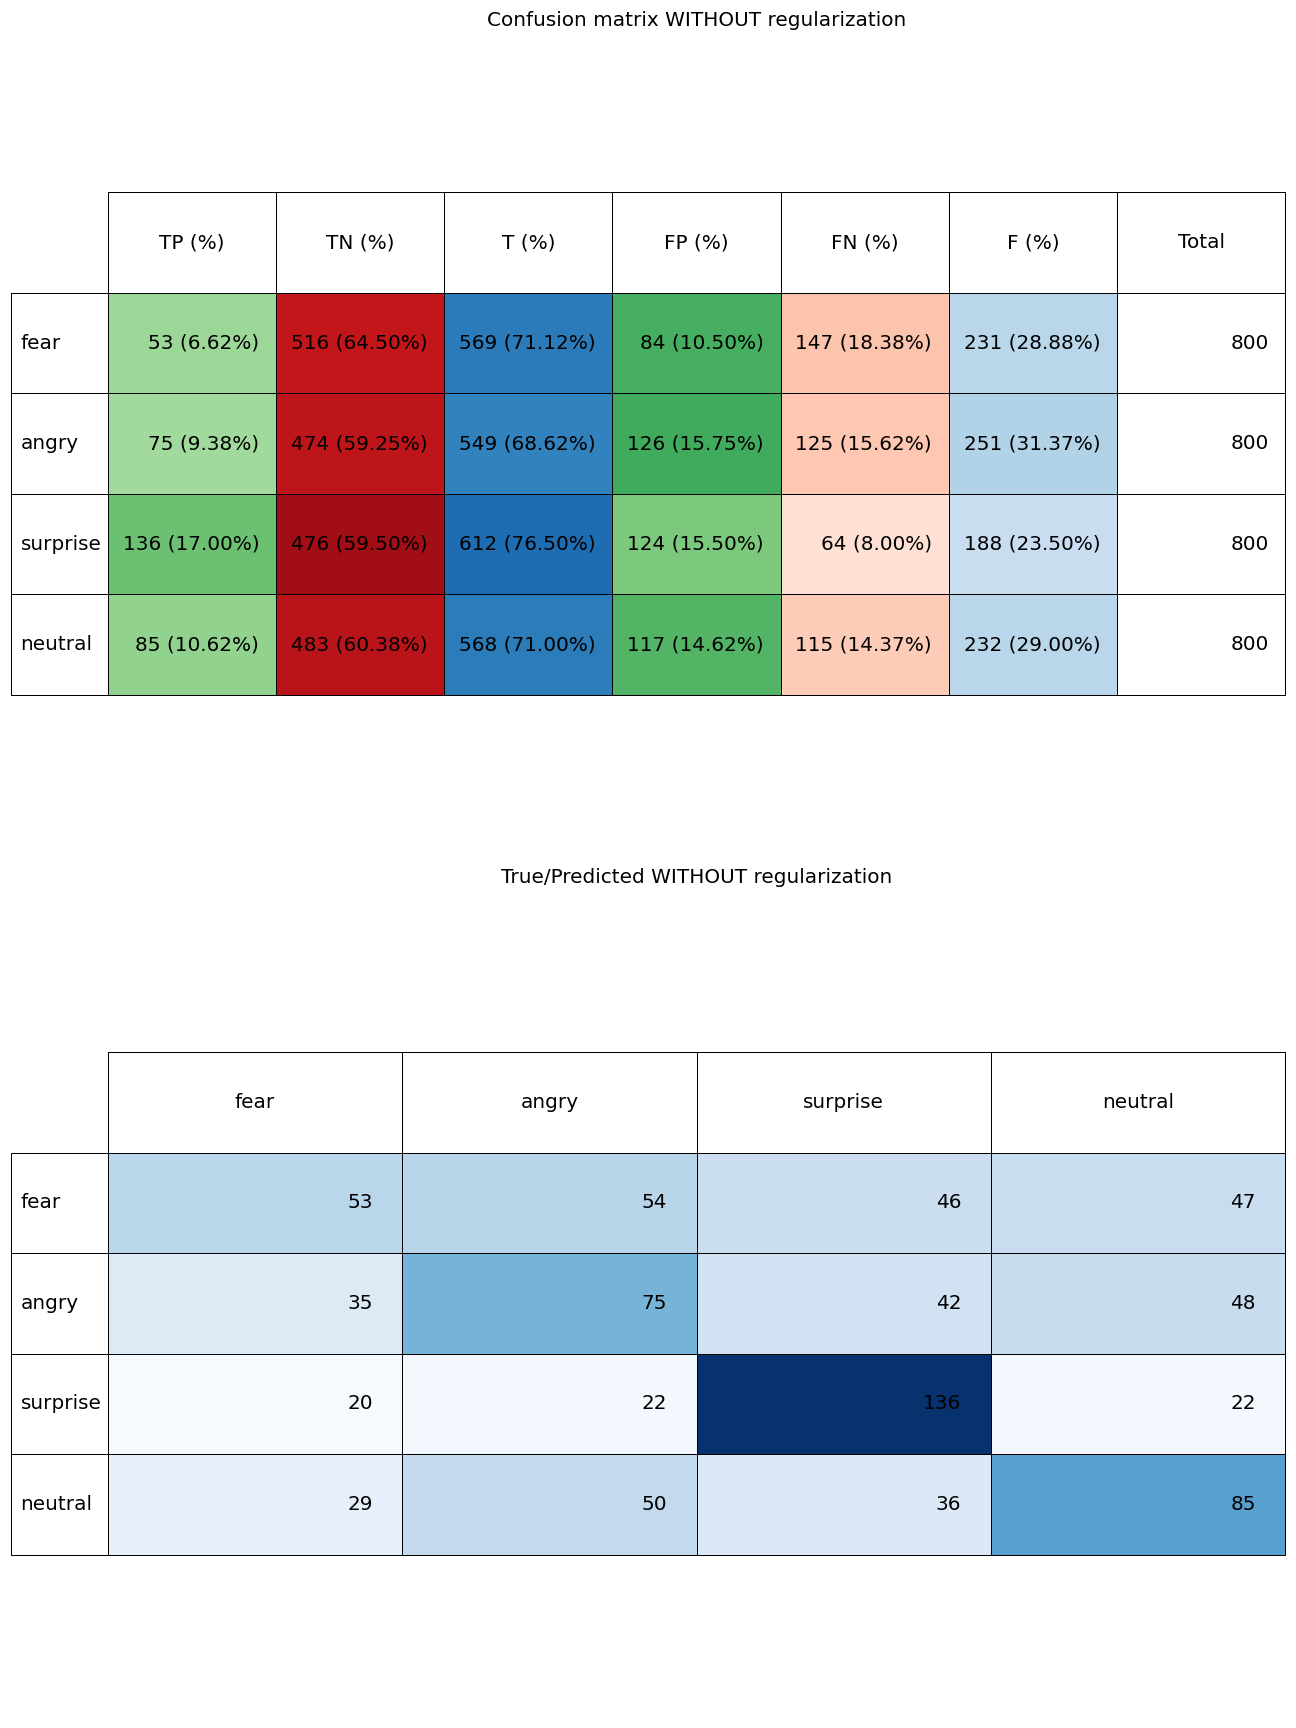 Confusion matrix WITHOUT regularization
TP (%) TN (%) T (%) FP (%) FN (%) F (%) Total
fear 53 (6.62%) 516 (64.50%) 569 (71.12%) 84 (10.50%) 147 (18.38%) 231 (28.88%) 800
angry 75 (9.38%) 474 (59.25%) 549 (68.62%) 126 (15.75%) 125 (15.62%) 251 (31.37%) 800
surprise 136 (17.00%) 476 (59.50%) 612 (76.50%) 124 (15.50%) 64 (8.00%) 188 (23.50%) 800
neutral 85 (10.62%) 483 (60.38%) 568 (71.00%) 117 (14.62%) 115 (14.37%) 232 (29.00%) 800
True/Predicted WITHOUT regularization
fear angry surprise neutral
fear 53 54 46 47
angry 35 75 42 48
surprise 20 22 136 22
neutral 29 50 36 85